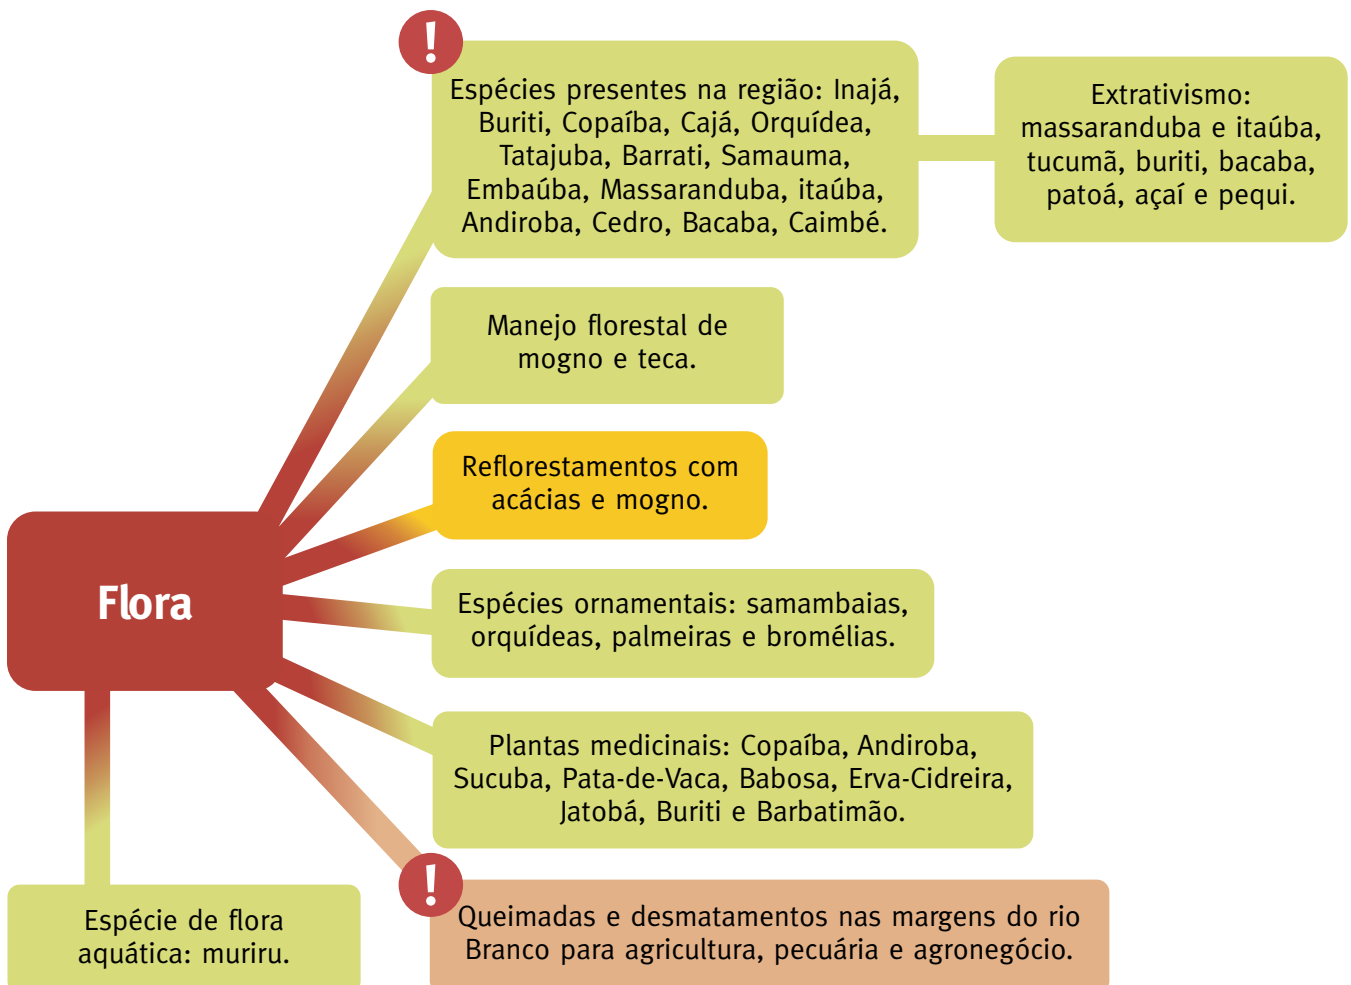 !
Espécies presentes na região: Inajá,
Buriti, Copaíba, Cajá, Orquídea,
Tatajuba, Barrati, Samauma,
Embaúba, Massaranduba, itaúba,
Andiroba, Cedro, Bacaba, Caimbé.
Extrativismo:
massaranduba e itaúba,
tucumã, buriti, bacaba,
patoá, açaí e pequi.
Manejo florestal de
mogno e teca.
Reflorestamentos com
acácias e mogno.
Flora
Espécies ornamentais: samambaias,
orquídeas, palmeiras e bromélias.
Plantas medicinais: Copaíba, Andiroba,
Sucuba, Pata-de-Vaca, Babosa, Erva-Cidreira,
Jatobá, Buriti e Barbatimão.
!
Queimadas e desmatamentos nas margens do rio
Branco para agricultura, pecuária e agronegócio.
Espécie de flora
aquática: muriru.